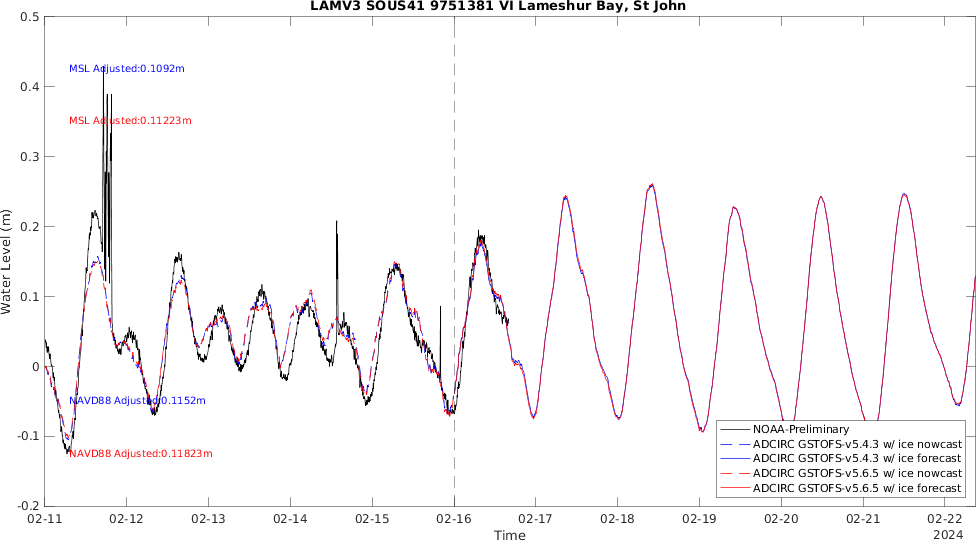 LAMV3 SOUS41 9751381 VI Lameshur Bay, St John
0.5
0.4
0.3
0.2
0.1
0
-0.1
-0.2
Water Level (m)
MSL Adjusted:0.1092m
MSL Adjusted:0.11223m
NAVD88 Adjusted:0.1152m
NAVD88 Adjusted:0.11823m
NOAA-Preliminary
ADCIRC GSTOFS-v5.4.3 w/ ice nowcast
ADCIRC GSTOFS-v5.4.3 w/ ice forecast
ADCIRC GSTOFS-v5.6.5 w/ ice nowcast
ADCIRC GSTOFS-v5.6.5 w/ ice forecast
02-11 02-12 02-13 02-14 02-15 02-16 02-17 02-18 02-19 02-20 02-21 02-22
2024
Time